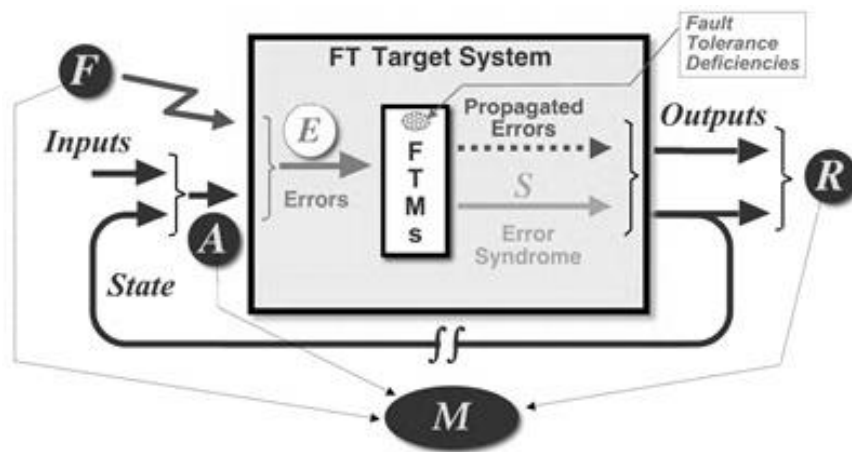 FT Target System
Fault
Tolerance
Deficiencies
F
Inputs
E
Errors
A
State
F
T
M
s
Propagated
Errors
S
Error
Syndrome
Outputs
R
M